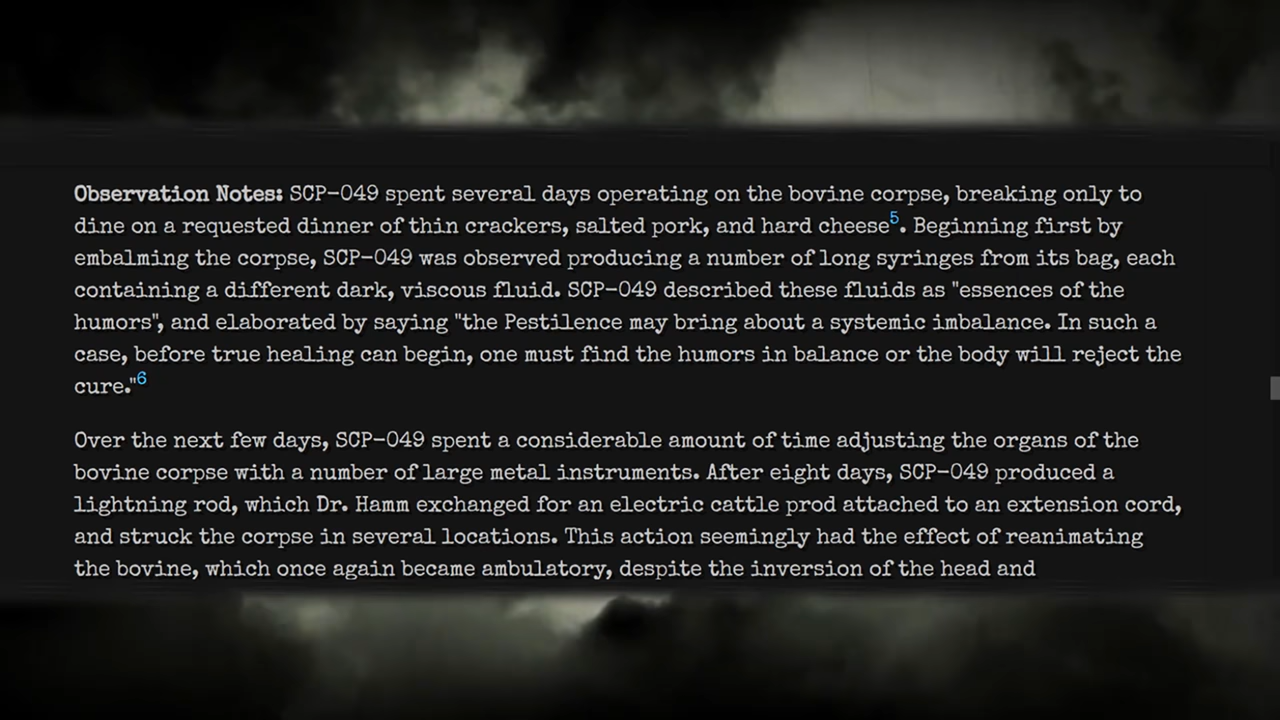 Observation Notes: SCP-049 spent several days operating on the bovine corpse, breaking only to
dine on a requested dinner of thin crackers, salted pork, and hard cheese5. Beginning first by
embalming the corpse, SCP-049 was observed producing a number of long syringes from its bag, each
containing a different dark, viscous fluid. SCP-049 described these fluids as "essences of the
humors", and elaborated by saying "the Pestilence may bring about a systemic imbalance. In such a
case, before true healing can begin, one must find the humors in balance or the body will reject the
cure."6
Over the next few days, SCP-049 spent a considerable amount of time adjusting the organs of the
bovine corpse with a number of large metal instruments. After eight days, SCP-049 produced a
lightning rod, which Dr. Hamm exchanged for an electric cattle prod attached to an extension cord,
and struck the corpse in several locations. This action seemingly had the effect of reanimating
the bovine, which once again became ambulatory, despite the inversion of the head and